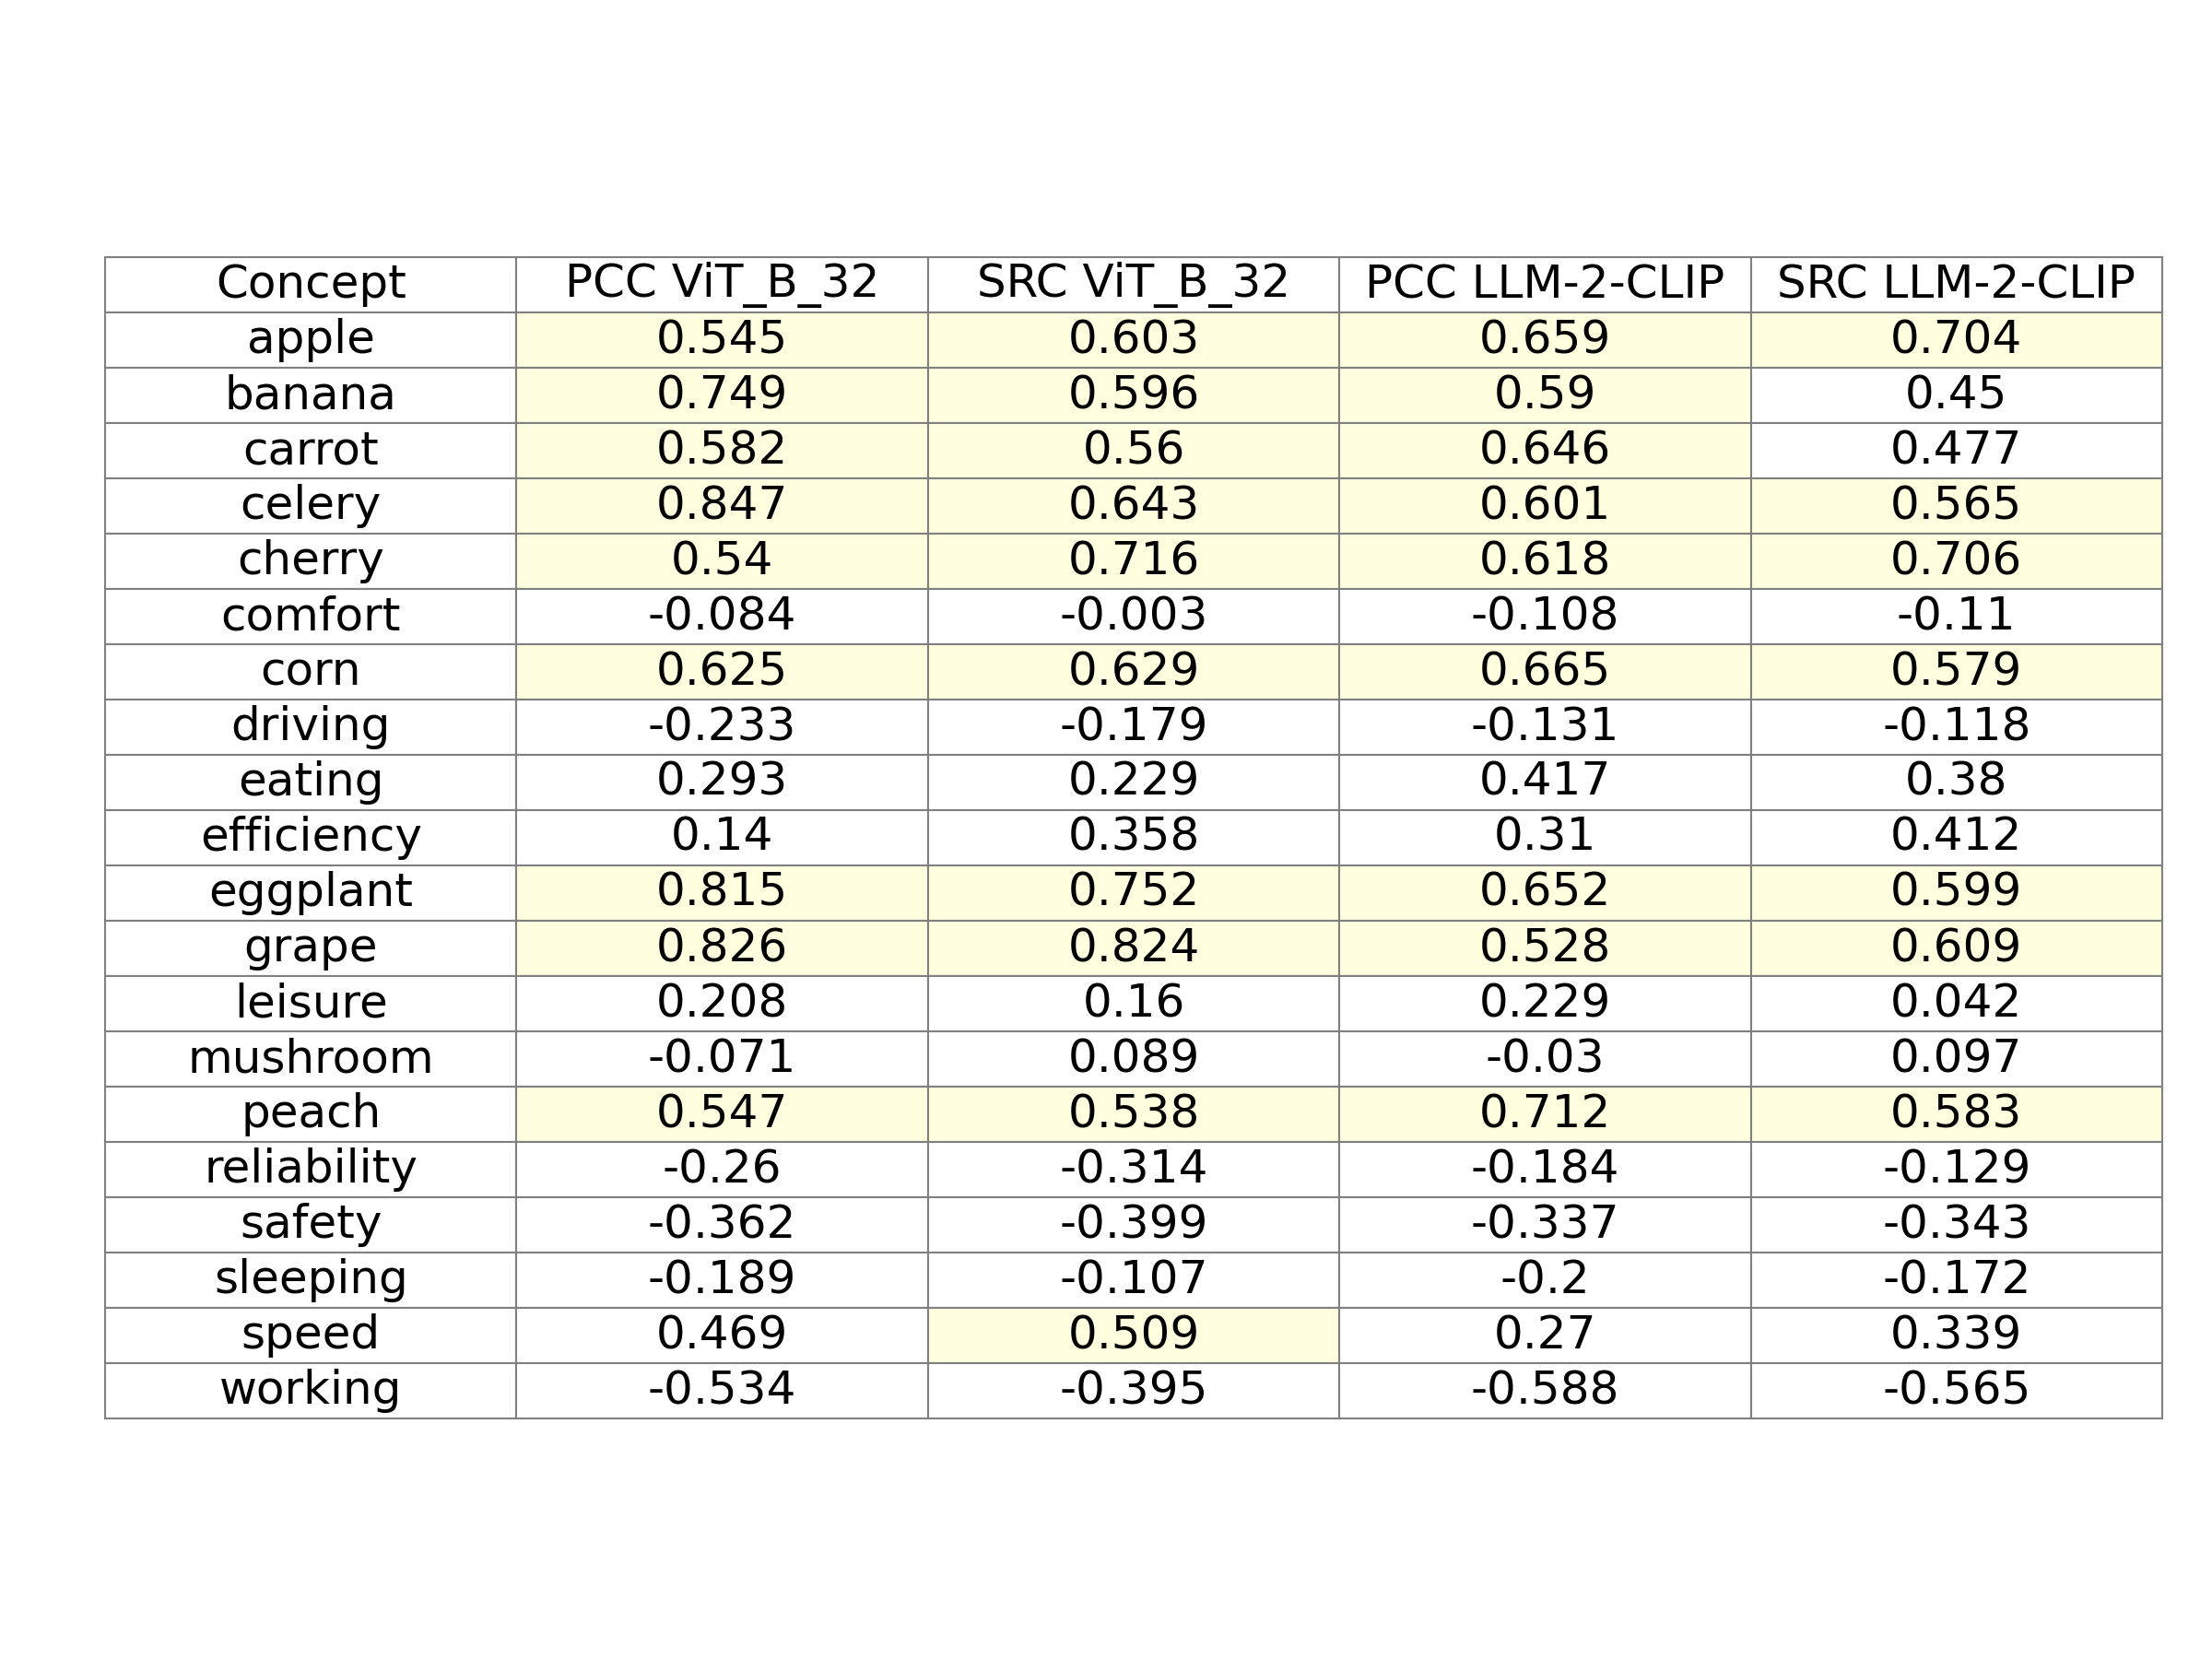 Concept PCC ViT_B_32 SRC ViT_B_32 PCC LLM-2-CLIP SRC LLM-2-CLIP
apple 0.545 0.603 0.659 0.704
banana 0.749 0.596 0.59 0.45
carrot 0.582 0.56 0.646 0.477
celery 0.847 0.643 0.601 0.565
cherry 0.54 0.716 0.618 0.706
comfort -0.084 -0.003 -0.108 -0.11
corn 0.625 0.629 0.665 0.579
driving -0.233 -0.179 -0.131 -0.118
eating 0.293 0.229 0.417 0.38
efficiency 0.14 0.358 0.31 0.412
eggplant 0.815 0.752 0.652 0.599
grape 0.826 0.824 0.528 0.609
leisure 0.208 0.16 0.229 0.042
mushroom -0.071 0.089 -0.03 0.097
peach 0.547 0.538 0.712 0.583
reliability -0.26 -0.314 -0.184 -0.129
safety -0.362 -0.399 -0.337 -0.343
sleeping -0.189 -0.107 -0.2 -0.172
speed 0.469 0.509 0.27 0.339
working -0.534 -0.395 -0.588 -0.565